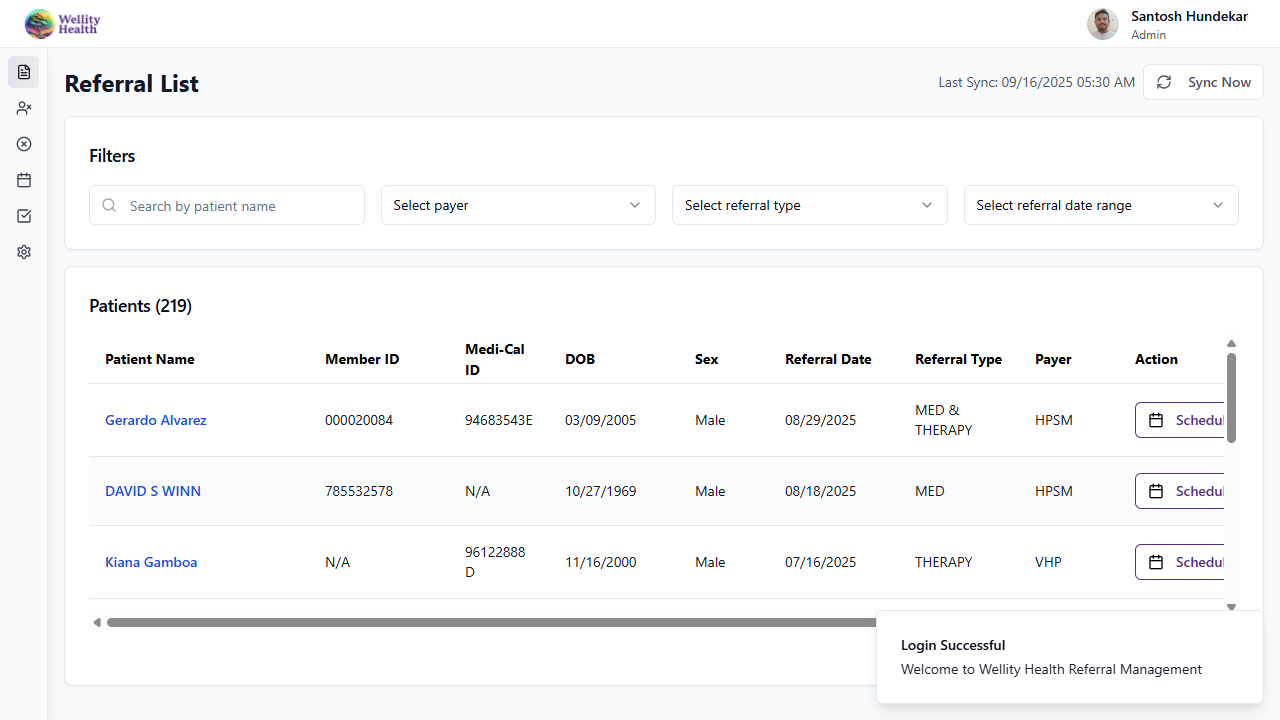 Wellity
Health
Santosh Hundekar
Admin
Referral List
Last Sync: 09/16/2025 05:30 AM
Sync Now
Filters
Search by patient name
Select payer
Select referral type
Select referral date range
Patients (219)
Patient Name Member ID Medi-Cal ID DOB Sex Referral Date Referral Type Payer Action
Gerardo Alvarez 000020084 94683543E 03/09/2005 Male 08/29/2025 MED & THERAPY HPSM Schedul
DAVID S WINN 785532578 N/A 10/27/1969 Male 08/18/2025 MED HPSM Schedul
Kiana Gamboa N/A 96122888D 11/16/2000 Male 07/16/2025 THERAPY VHP Schedul
Login Successful
Welcome to Wellity Health Referral Management